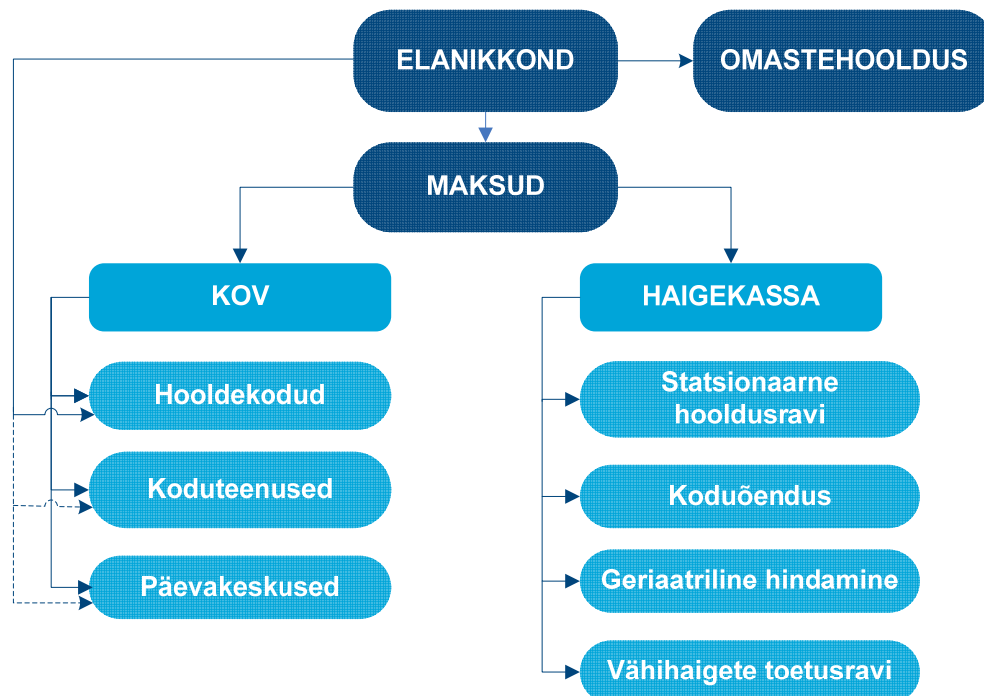 ELANIKKOND
OMASTEHOOLDUS
MAKSUD
KOV
Hooldekodud
Koduteenused
Päevakeskused
HAIGEKASSA
Statsionaarne
hooldusravi
Koduõendus
Geriaatriline hindamine
Vähihaigete toetusravi